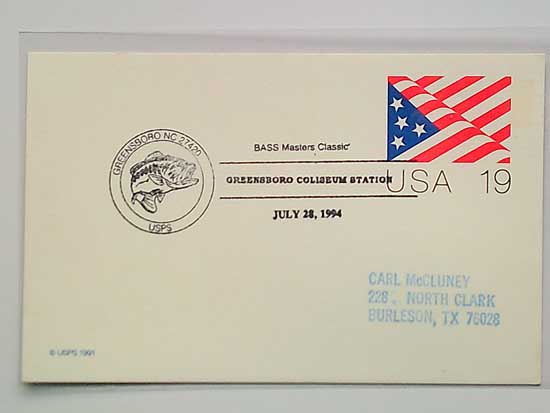 GREENSBORO NC 27420
USPS
BASS Masters Classic
GREENSBORO COLISEUM STATION
JULY 28, 1994
USA 19
CARL McCLUNEY
NORTH CLARK
BURLESON, TX 76028
© USPS 1991